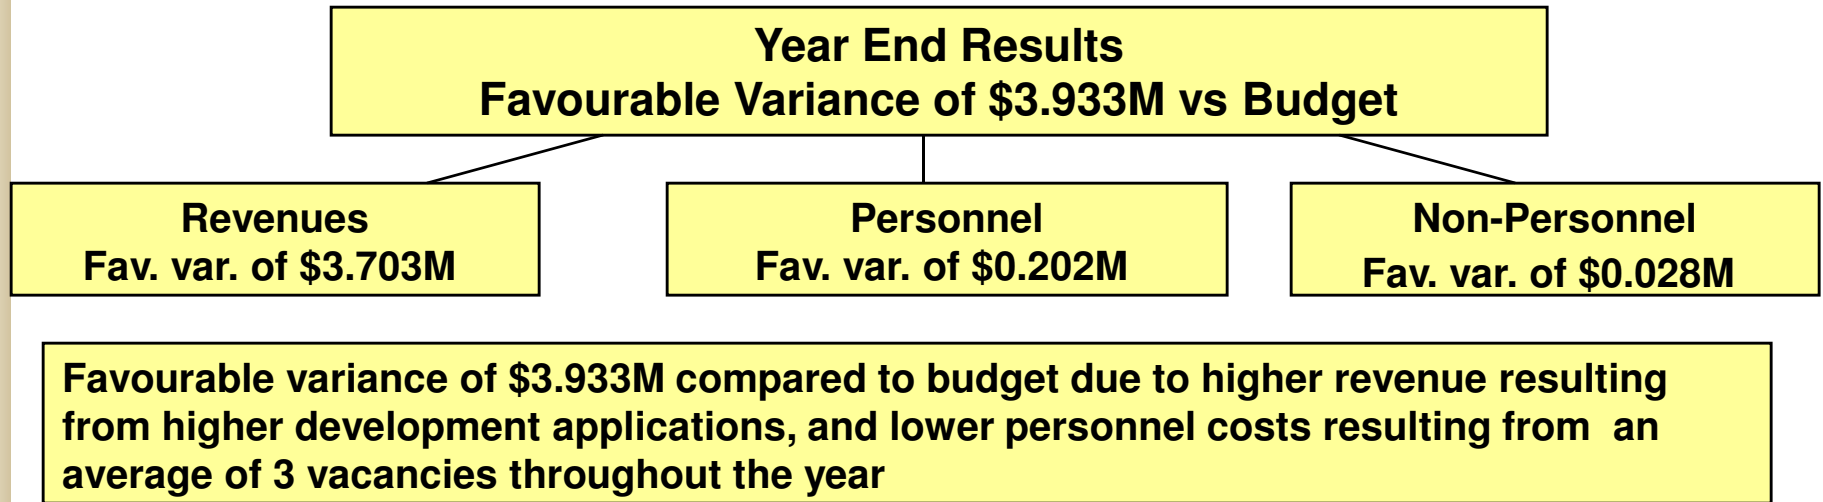 Year End Results
Favourable Variance of $3.933M vs Budget
Revenues
Fav. var. of $3.703M
Personnel
Fav. var. of $0.202M
Non-Personnel
Fav. var. of $0.028M
Favourable variance of $3.933M compared to budget due to higher revenue resulting
from higher development applications, and lower personnel costs resulting from  an
average of 3 vacancies throughout the year